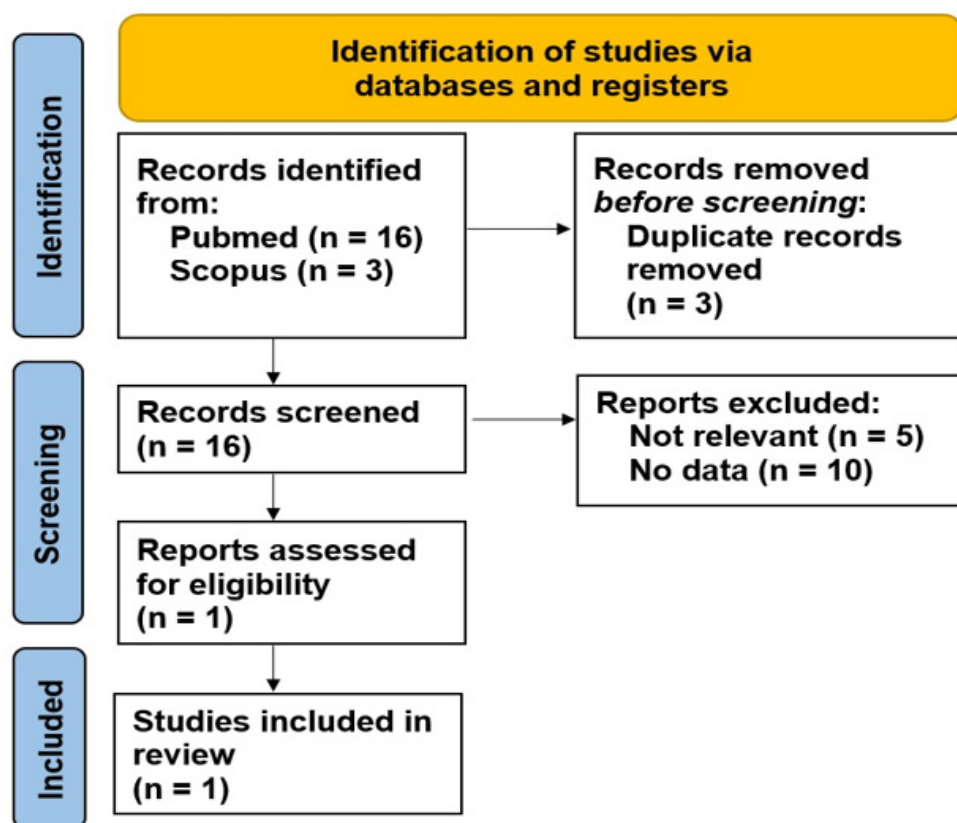 Identification of studies via
databases and registers
Identification
Records identified
from:
Pubmed (n = 16)
Scopus (n = 3)
Records removed
before screening:
Duplicate records
removed
(n = 3)
Screening
Records screened
(n = 16)
Reports excluded:
Not relevant (n = 5)
No data (n = 10)
Reports assessed
for eligibility
(n = 1)
Included
Studies included in
review
(n = 1)